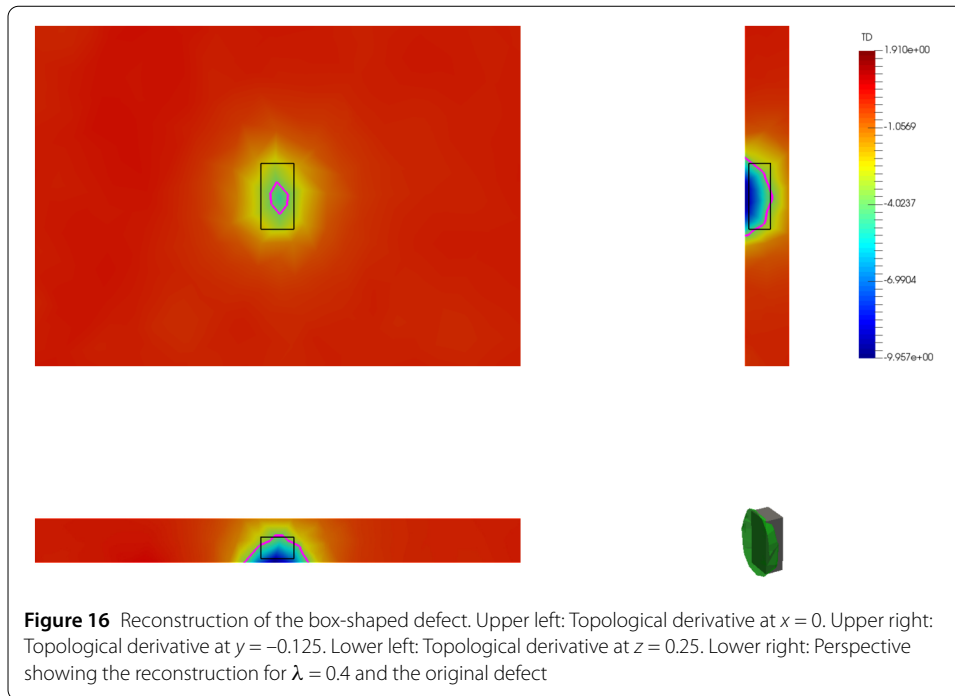 TD
1.910e+00
-1.0569
-4.0237
-6.9904
-9.957e+00
Figure 16 Reconstruction of the box-shaped defect. Upper left: Topological derivative at x = 0. Upper right:
Topological derivative at y = –0.125. Lower left: Topological derivative at z = 0.25. Lower right: Perspective
showing the reconstruction for λ = 0.4 and the original defect